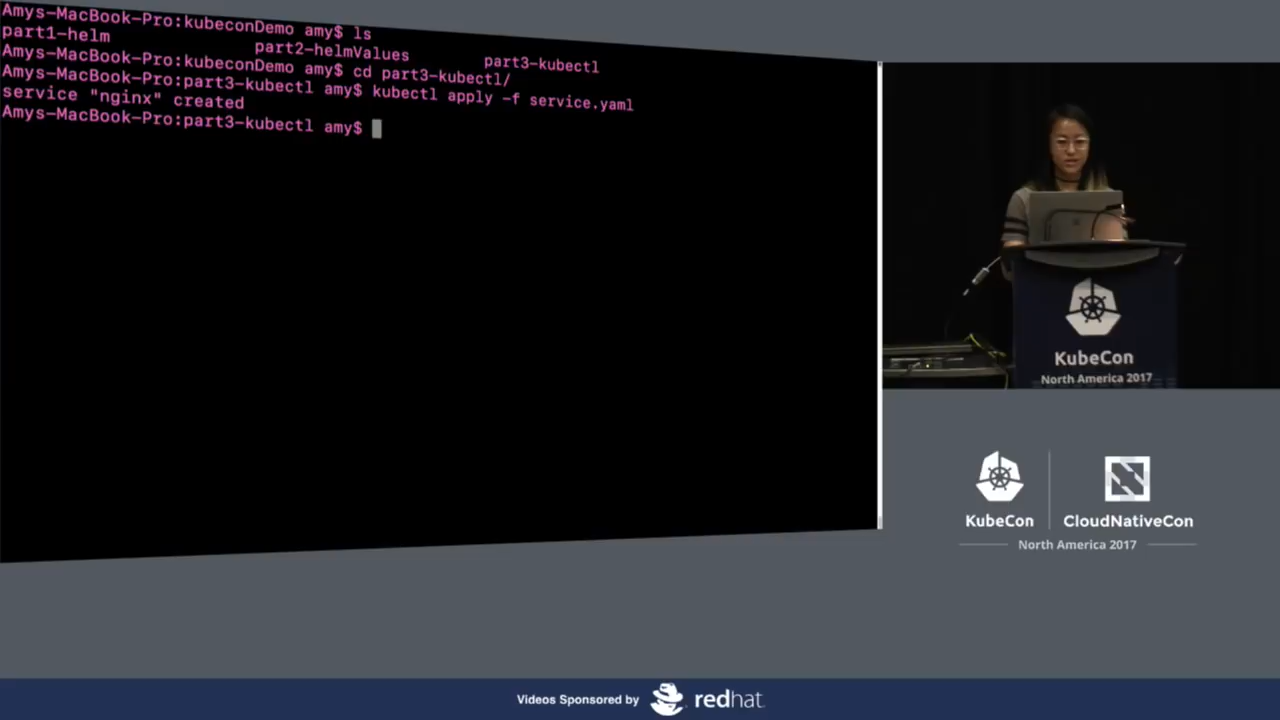 Amys-MacBook-Pro:kubeconDemo amy$ ls
part1-helm part2-helmValues part3-kubectl
Amys-MacBook-Pro:kubeconDemo amy$ cd part3-kubectl/
Amys-MacBook-Pro:part3-kubectl amy$ kubectl apply -f service.yaml
service "nginx" created
Amys-MacBook-Pro:part3-kubectl amy$
KubeCon
North America 2017
KubeCon
CloudNativeCon
North America 2017
Videos Sponsored by redhat.